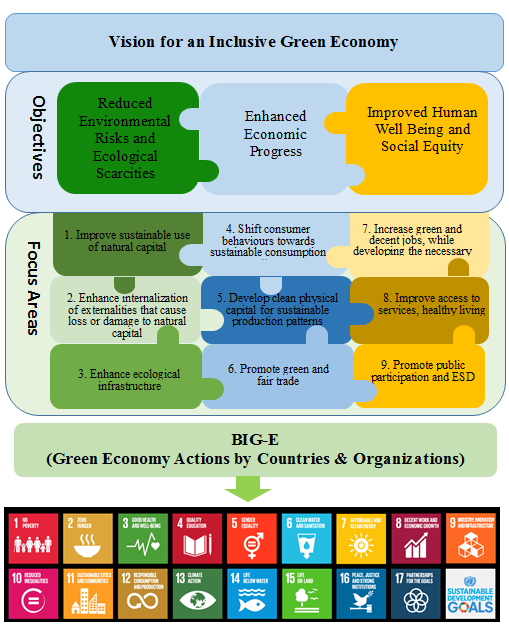 Vision for an Inclusive Green Economy
Objectives
Reduced
Environmental
Risks and
Ecological
Scarcities
Enhanced
Economic
Progress
Improved Human
Well Being and
Social Equity
Focus Areas
1. Improve sustainable use
of natural capital
4. Shift consumer
behaviours towards
sustainable consumption
7. Increase green and
decent jobs, while
developing the necessary
2. Enhance internalization
of externalities that cause
loss or damage to natural
capital
5. Develop clean physical
capital for sustainable
production patterns
8. Improve access to
services, healthy living
3. Enhance ecological
infrastructure
6. Promote green and
fair trade
9. Promote public
participation and ESD
BIG-E
(Green Economy Actions by Countries & Organizations)
1 NO
POVERTY
2 ZERO
HUNGER
3 GOOD HEALTH
AND WELL-BEING
4 QUALITY
EDUCATION
5 GENDER
EQUALITY
6 CLEAN WATER
AND SANITATION
7 AFFORDABLE AND
CLEAN ENERGY
8 DECENT WORK AND
ECONOMIC GROWTH
9 INDUSTRY, INNOVATION
AND INFRASTRUCTURE
10 REDUCED
INEQUALITIES
11 SUSTAINABLE CITIES
AND COMMUNITIES
12 RESPONSIBLE
CONSUMPTION
AND PRODUCTION
13 CLIMATE
ACTION
14 LIFE
BELOW WATER
15 LIFE
ON LAND
16 PEACE, JUSTICE
AND STRONG
INSTITUTIONS
17 PARTNERSHIPS
FOR THE GOALS
SUSTAINABLE
DEVELOPMENT
GOALS